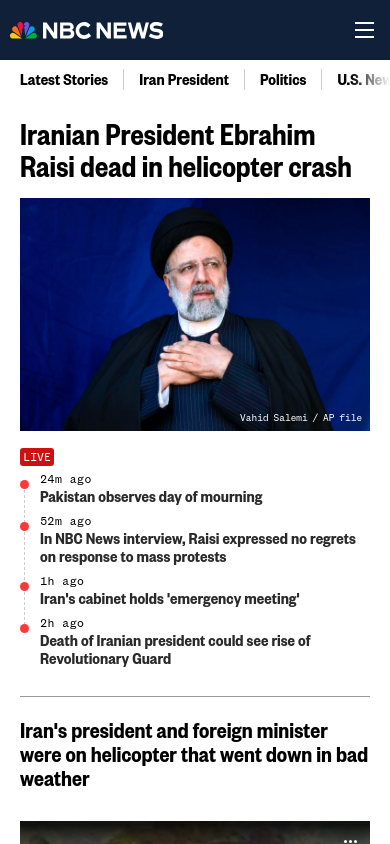 NBC NEWS
Latest Stories
Iran President
Politics
U.S. New
Iranian President Ebrahim
Raisi dead in helicopter crash
Vahid Salemi / AP file
LIVE
24m ago
Pakistan observes day of mourning
52m ago
In NBC News interview, Raisi expressed no regrets
on response to mass protests
1h ago
Iran's cabinet holds 'emergency meeting'
2h ago
Death of Iranian president could see rise of
Revolutionary Guard
Iran's president and foreign minister
were on helicopter that went down in bad
weather